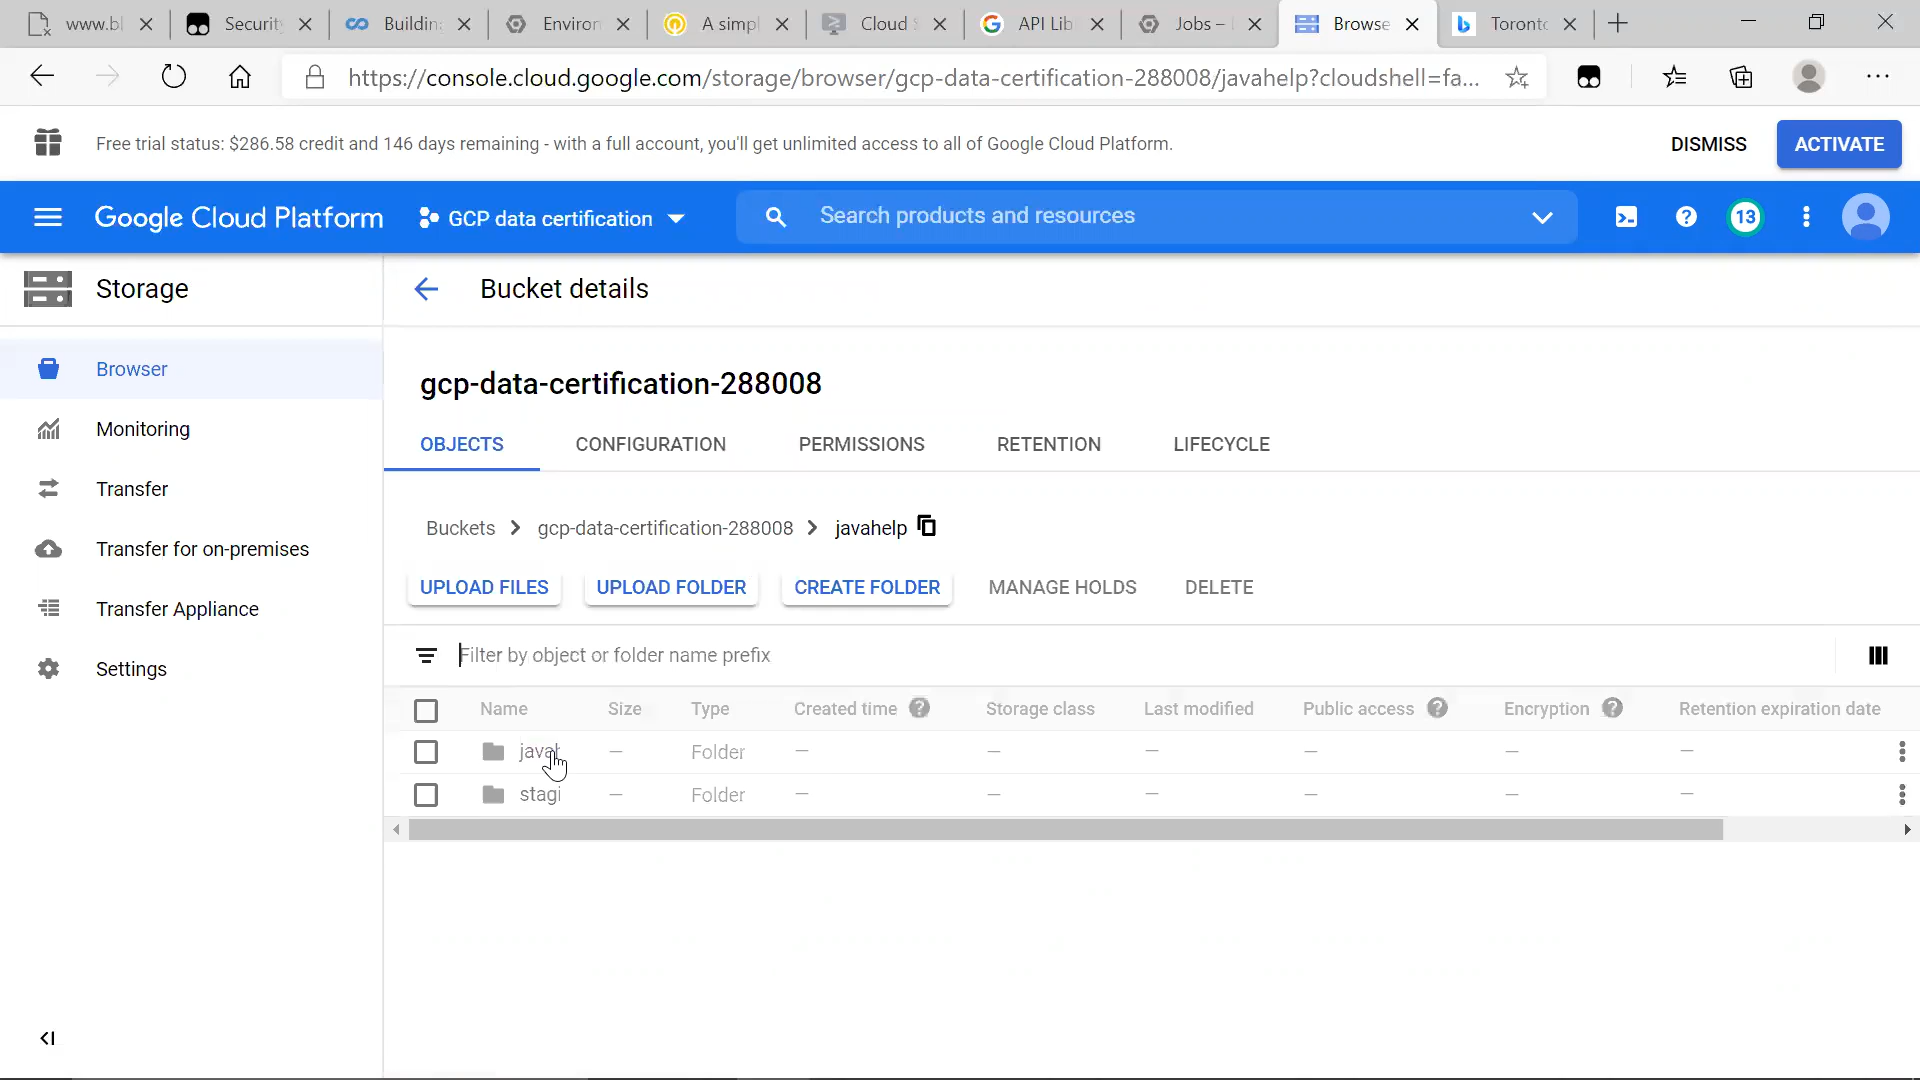 www.bl
Security
Building
Environ
A simpl
Cloud S
API Lib
Jobs – D
Browse
Toronto
https://console.cloud.google.com/storage/browser/gcp-data-certification-288008/javahelp?cloudshell=fa...
Free trial status: $286.58 credit and 146 days remaining - with a full account, you'll get unlimited access to all of Google Cloud Platform.
DISMISS
ACTIVATE
Google Cloud Platform
GCP data certification
Search products and resources
13
Storage
Bucket details
Browser
Monitoring
Transfer
Transfer for on-premises
Transfer Appliance
Settings
gcp-data-certification-288008
OBJECTS CONFIGURATION PERMISSIONS RETENTION LIFECYCLE
Buckets > gcp-data-certification-288008 > javahelp
UPLOAD FILES UPLOAD FOLDER CREATE FOLDER MANAGE HOLDS DELETE
Filter by object or folder name prefix
Name Size Type Created time Storage class Last modified Public access Encryption Retention expiration date
— Folder — — — — — —
stagi — Folder — — — — — —